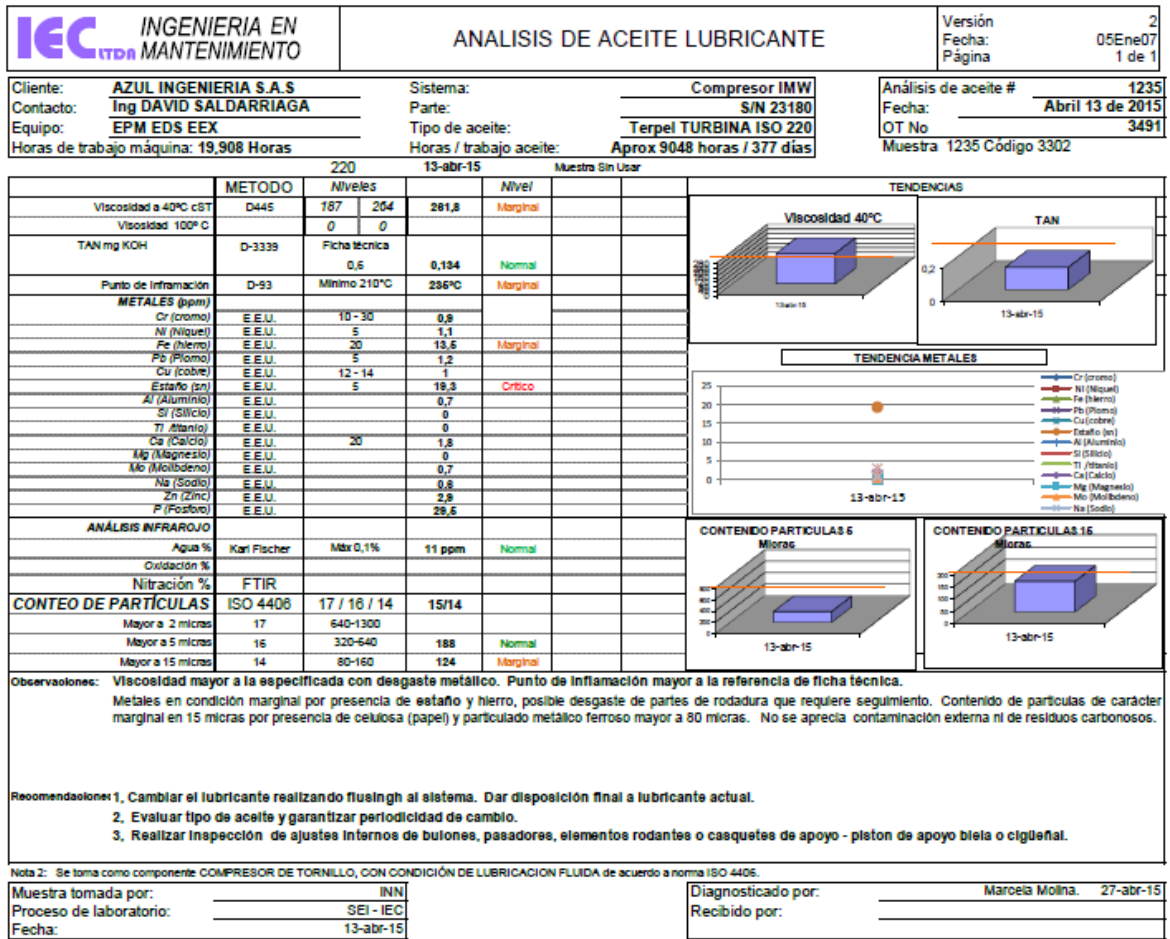 IEC LTDA INGENIERIA EN MANTENIMIENTO
ANALISIS DE ACEITE LUBRICANTE
Versión 2
Fecha: 05Ene07
Página 1 de 1
Cliente: AZUL INGENIERIA S.A.S Sistema: Compresor IMW Análisis de aceite # 1235
Contacto: Ing DAVID SALDARRIAGA Parte: S/N 23180 Fecha: Abril 13 de 2015
Equipo: EPM EDS EEX Tipo de aceite: Terpel TURBINA ISO 220 OT No 3491
Horas de trabajo máquina: 19,908 Horas Horas / trabajo aceite: Aprox 9048 horas / 377 días Muestra 1235 Código 3302
220 13-abr-15 Muestra Sin Usar
METODO Niveles Nivel TENDENCIAS
Viscosidad a 40ºC cST D445 187 264 261,8 Marginal
Visosidad 100º C 0 0
TAN mg KOH D-3339 Ficha técnica
0,6 0,134 Normal
Punto de Inframación D-93 Minimo 210°C 235ºC Marginal
METALES (ppm)
Cr (cromo) E.E.U. 10 - 30 0,9
NI (Niquel) E.E.U. 5 1,1
Fe (hierro) E.E.U. 20 13,5 Marginal
Pb (Plomo) E.E.U. 5 1,2
Cu (cobre) E.E.U. 12 - 14 1
Estaño (sn) E.E.U. 5 19,3 Crítico
Al (Aluminio) E.E.U. 0,7
Si (Silicio) E.E.U. 0
Ti /titanio) E.E.U. 0
Ca (Calcio) E.E.U. 20 1,8
Mg (Magnesio) E.E.U. 0
Mo (Molibdeno) E.E.U. 0,7
Na (Sodio) E.E.U. 0.6
Zn (Zinc) E.E.U. 2,9
P (Fosforo) E.E.U. 29,5
ANÁLISIS INFRAROJO
Agua % Karl Fischer Máx 0,1% 11 ppm Normal
Oxidación %
Nitración % FTIR
CONTEO DE PARTÍCULAS ISO 4406 17 / 16 / 14 15/14
Mayor a 2 micras 17 640-1300
Mayor a 5 micras 16 320-640 188 Normal
Mayor a 15 micras 14 80-160 124 Marginal
Viscosidad 40ºC
13-abr-15
TAN
0,2
0
13-abr-15
TENDENCIA METALES
25
20
15
10
5
0
13-abr-15
Cr (cromo)
NI (Niquel)
Fe (hierro)
Pb (Plomo)
Cu (cobre)
Estaño (sn)
Al (Aluminio)
Si (Silicio)
Ti /titanio)
Ca (Calcio)
Mg (Magnesio)
Mo (Molibdeno)
Na (Sodio)
CONTENIDO PARTICULAS 5
Micras
800
600
400
200
0
13-abr-15
CONTENIDO PARTICULAS 15
Micras
200
150
100
50
0
13-abr-15
Observaciones: Viscosidad mayor a la especificada con desgaste metálico. Punto de inflamación mayor a la referencia de ficha técnica.
Metales en condición marginal por presencia de estaño y hierro, posible desgaste de partes de rodadura que requiere seguimiento. Contenido de particulas de carácter
marginal en 15 micras por presencia de celulosa (papel) y particulado metálico ferroso mayor a 80 micras. No se aprecia contaminación externa ni de residuos carbonosos.
Recomendaciones 1, Cambiar el lubricante realizando flusingh al sistema. Dar disposición final a lubricante actual.
2, Evaluar tipo de aceite y garantizar periodicidad de cambio.
3, Realizar inspección de ajustes internos de bulones, pasadores, elementos rodantes o casquetes de apoyo - piston de apoyo biela o cigüeñal.
Nota 2: Se toma como componente COMPRESOR DE TORNILLO, CON CONDICIÓN DE LUBRICACION FLUIDA de acuerdo a norma ISO 4406.
Muestra tomada por: INN Diagnosticado por: Marcela Molina. 27-abr-15
Proceso de laboratorio: SEI - IEC Recibido por:
Fecha: 13-abr-15